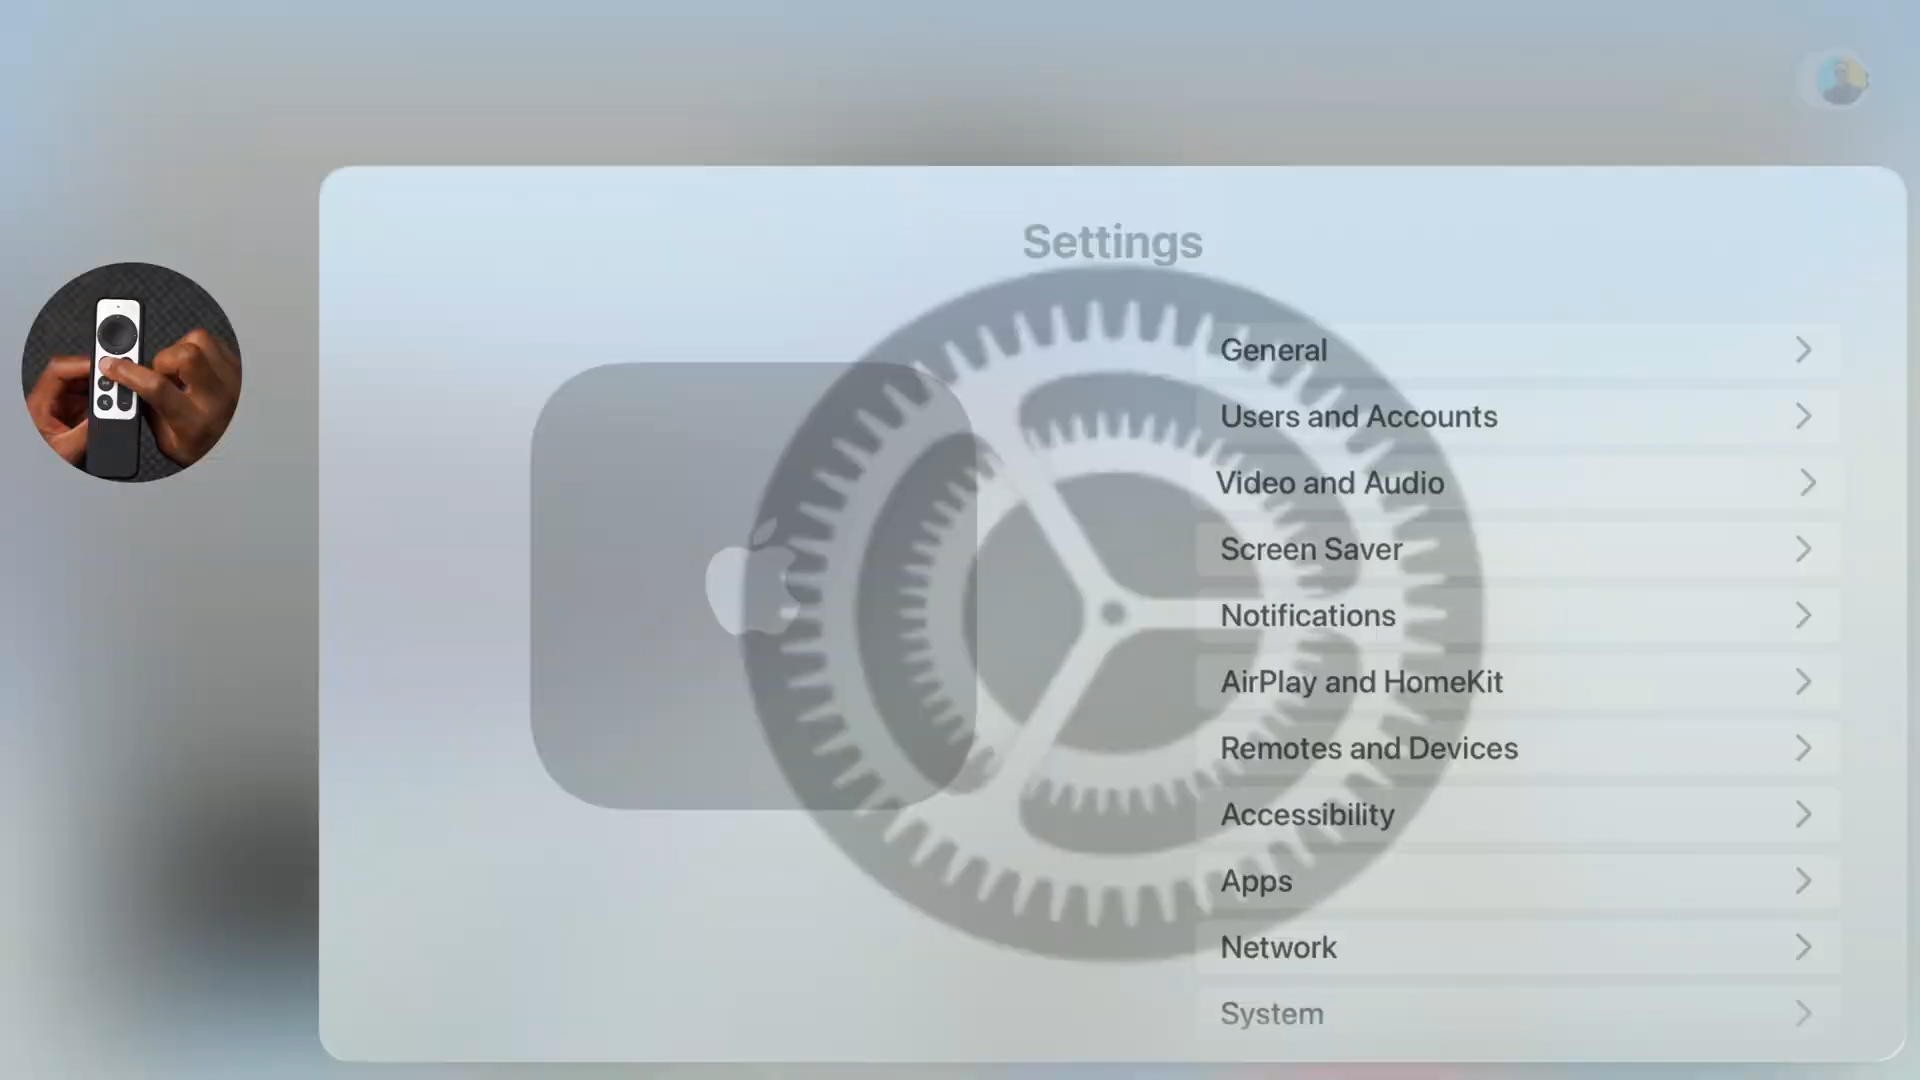 Settings
General
Users and Accounts
Video and Audio
Screen Saver
Notifications
AirPlay and HomeKit
Remotes and Devices
Accessibility
Apps
Network
System